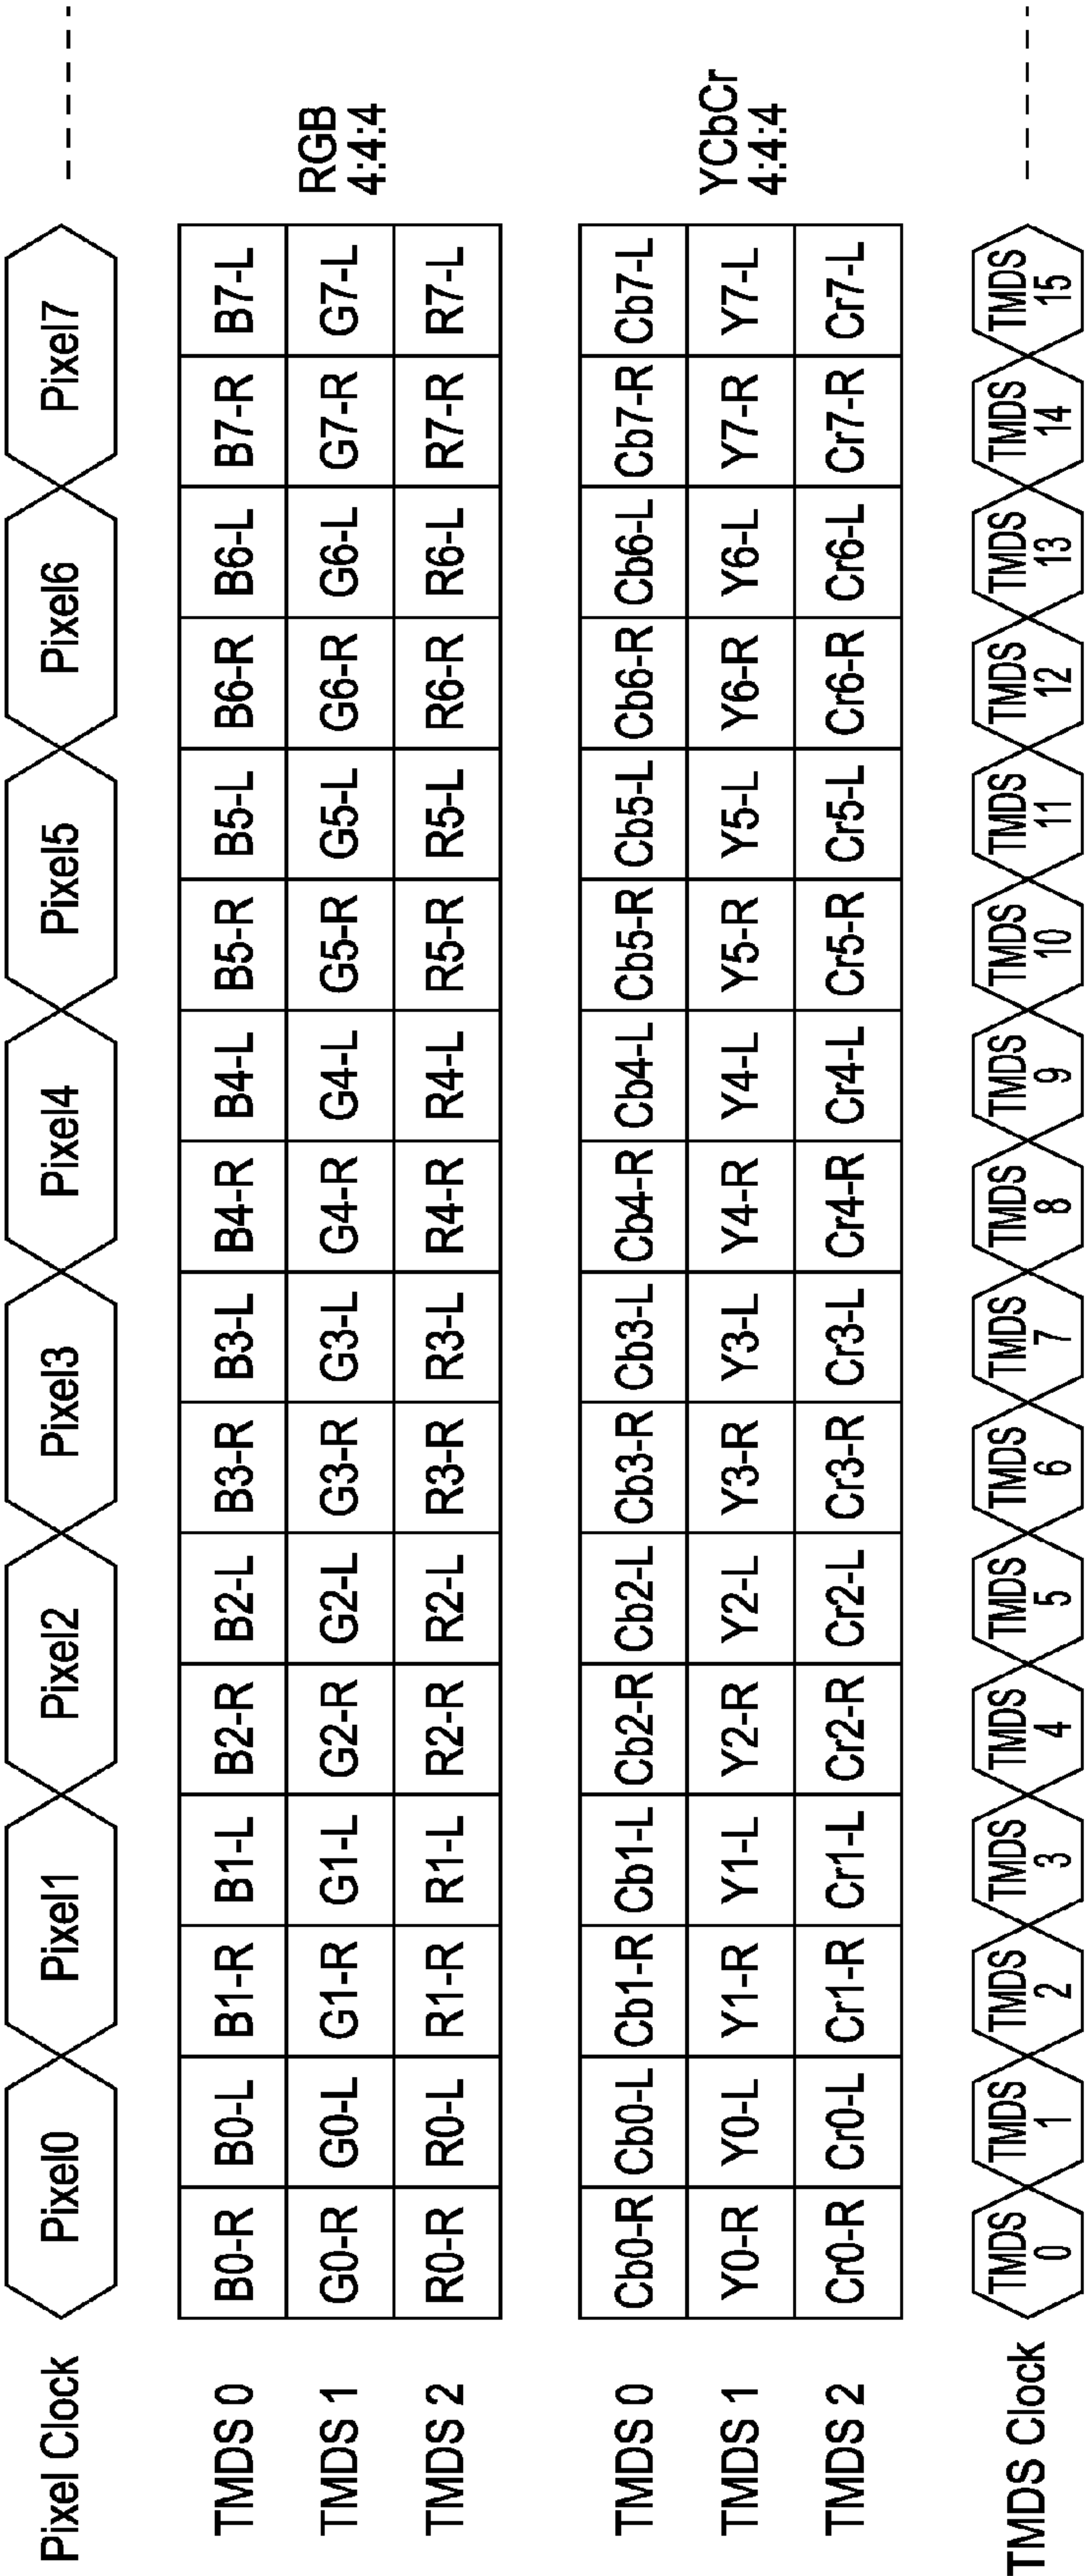 Pixel Clock Pixel0 Pixel1 Pixel2 Pixel3 Pixel4 Pixel5 Pixel6 Pixel7
TMDS 0 B0-R B0-L B1-R B1-L B2-R B2-L B3-R B3-L B4-R B4-L B5-R B5-L B6-R B6-L B7-R B7-L
TMDS 1 G0-R G0-L G1-R G1-L G2-R G2-L G3-R G3-L G4-R G4-L G5-R G5-L G6-R G6-L G7-R G7-L
TMDS 2 R0-R R0-L R1-R R1-L R2-R R2-L R3-R R3-L R4-R R4-L R5-R R5-L R6-R R6-L R7-R R7-L
RGB
4:4:4
TMDS 0 Cb0-R Cb0-L Cb1-R Cb1-L Cb2-R Cb2-L Cb3-R Cb3-L Cb4-R Cb4-L Cb5-R Cb5-L Cb6-R Cb6-L Cb7-R Cb7-L
TMDS 1 Y0-R Y0-L Y1-R Y1-L Y2-R Y2-L Y3-R Y3-L Y4-R Y4-L Y5-R Y5-L Y6-R Y6-L Y7-R Y7-L
TMDS 2 Cr0-R Cr0-L Cr1-R Cr1-L Cr2-R Cr2-L Cr3-R Cr3-L Cr4-R Cr4-L Cr5-R Cr5-L Cr6-R Cr6-L Cr7-R Cr7-L
YCbCr
4:4:4
TMDS Clock TMDS TMDS TMDS TMDS TMDS TMDS TMDS TMDS TMDS TMDS TMDS TMDS TMDS TMDS TMDS TMDS
0 1 2 3 4 5 6 7 8 9 10 11 12 13 14 15